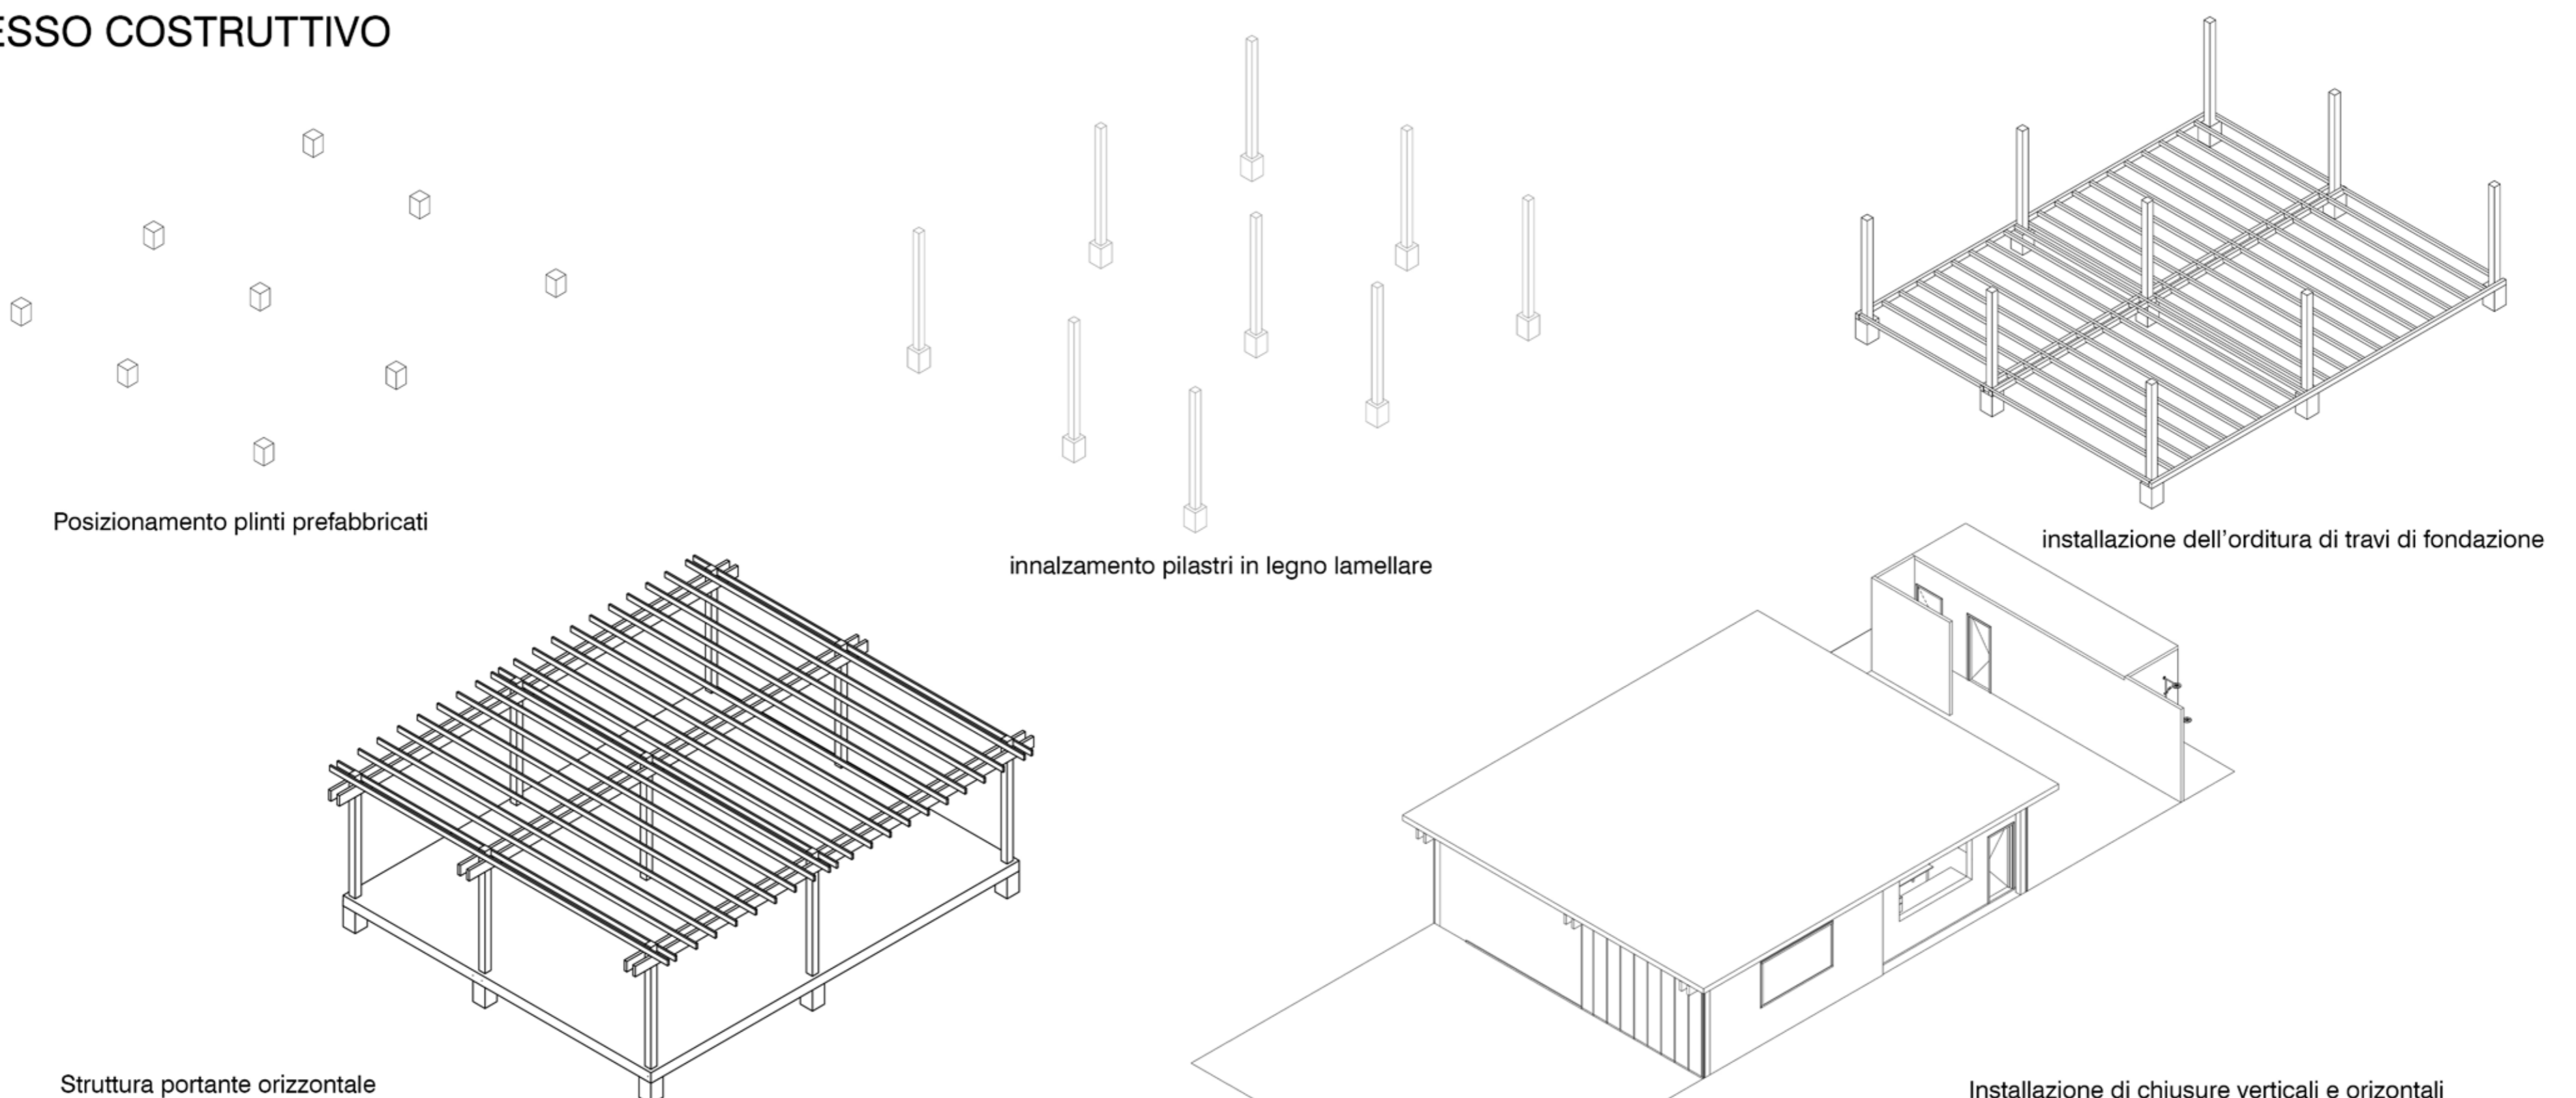 ESSO COSTRUTTIVO
Posizionamento plinti prefabbricati
innalzamento pilastri in legno lamellare
installazione dell'orditura di travi di fondazione
Struttura portante orizzontale
Installazione di chiusure verticali e orizontali